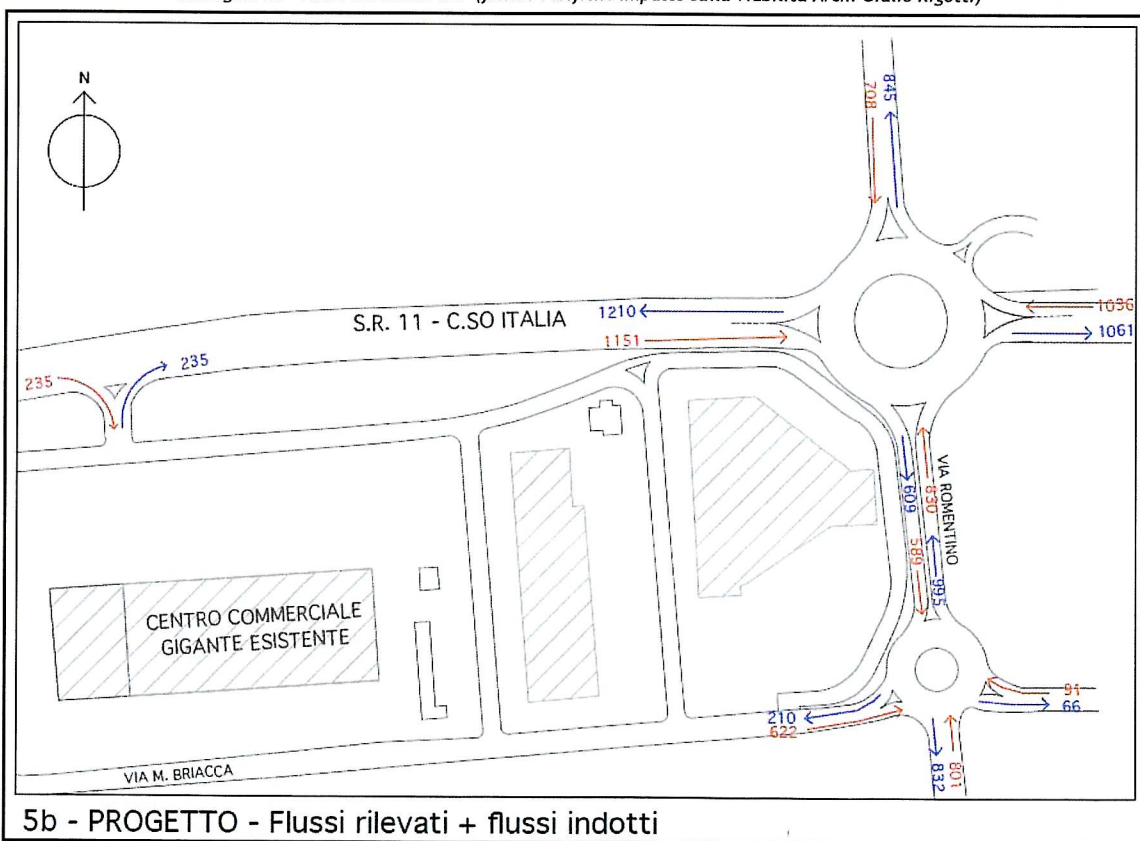 N
708
845
1036
1061
S.R. 11 - C.SO ITALIA
1210
1151
235
235
VIA ROMENTINO
609
830
589
995
CENTRO COMMERCIALE
GIGANTE ESISTENTE
91
66
210
622
832
801
VIA M. BRIACCA
5b - PROGETTO - Flussi rilevati + flussi indotti